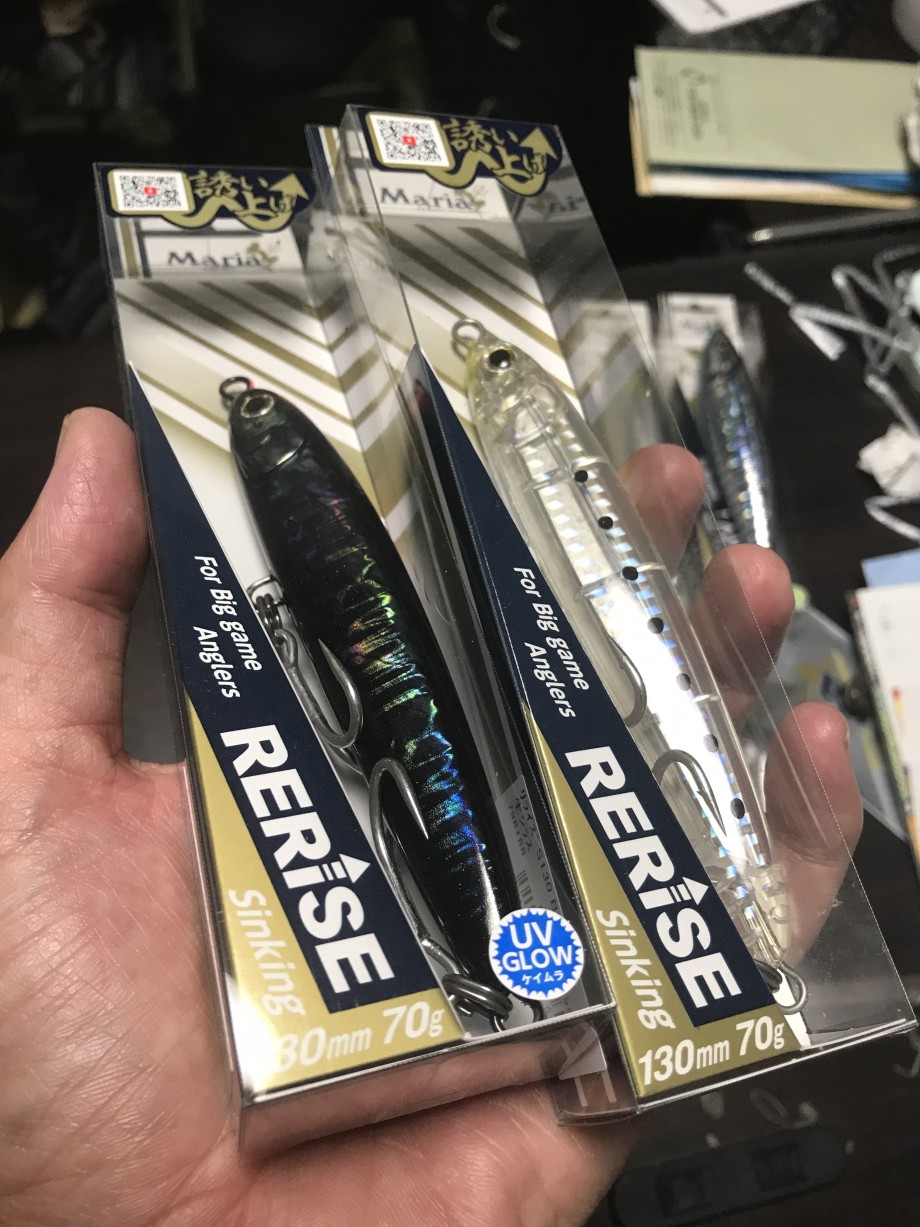 誘い
上げ
Maria
For Big game
Anglers
RERISE
Sinking
30mm 70g
UV
GLOW
ケイムラ
誘い
上げ
Maria
For Big game
Anglers
RERISE
Sinking
130mm 70g